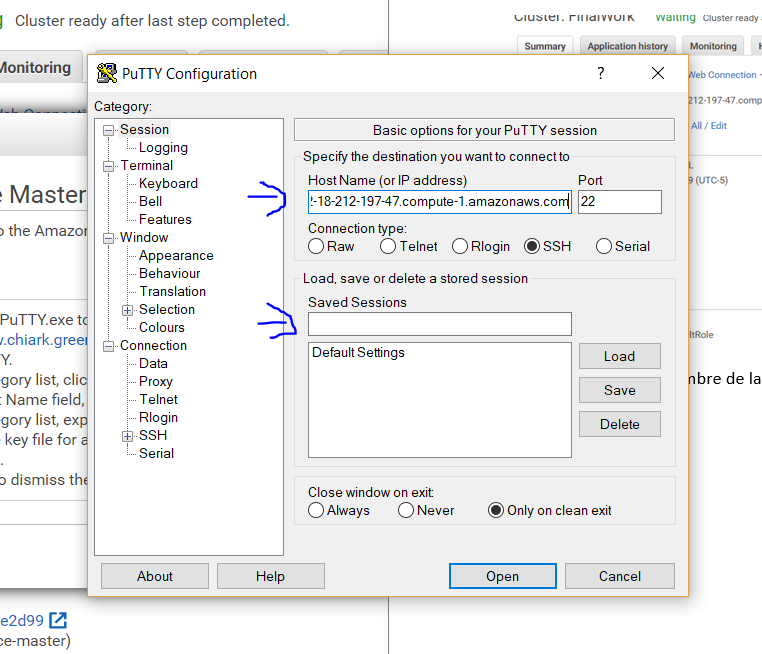 Cluster ready after last step completed.
Cluster: FinalWork Waiting Cluster ready
Monitoring
Summary Application history Monitoring
Web Connection
212-197-47.comp
All / Edit
9 (UTC-5)
e Master
o the Amazon
PuTTY.exe to
w.chiark.green
TY.
gory list, clic
t Name field,
gory list, exp
e key file for a
o dismiss the
e2d99
ce-master)
ltRole
mbre de la
PuTTY Configuration
?
Category:
Session
Logging
Terminal
Keyboard
Bell
Features
Window
Appearance
Behaviour
Translation
Selection
Colours
Connection
Data
Proxy
Telnet
Rlogin
SSH
Serial
Basic options for your PuTTY session
Specify the destination you want to connect to
Host Name (or IP address) Port
-18-212-197-47.compute-1.amazonaws.com 22
Connection type:
Raw Telnet Rlogin SSH Serial
Load, save or delete a stored session
Saved Sessions
Default Settings
Load
Save
Delete
Close window on exit:
Always Never Only on clean exit
About Help Open Cancel